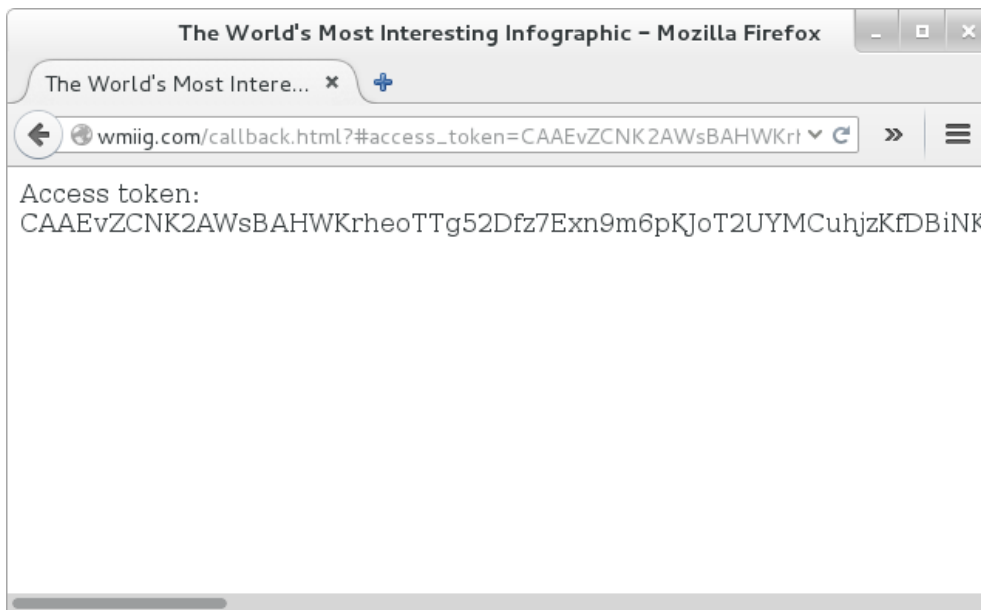 The World's Most Interesting Infographic – Mozilla Firefox
The World's Most Intere...
wmiig.com/callback.html?#access_token=CAAEvZCNK2AWsBAHWKrh
Access token:
CAAEvZCNK2AWsBAHWKrheoTTg52Dfz7Exn9m6pKJoT2UYMCuhjzKfDBiNK